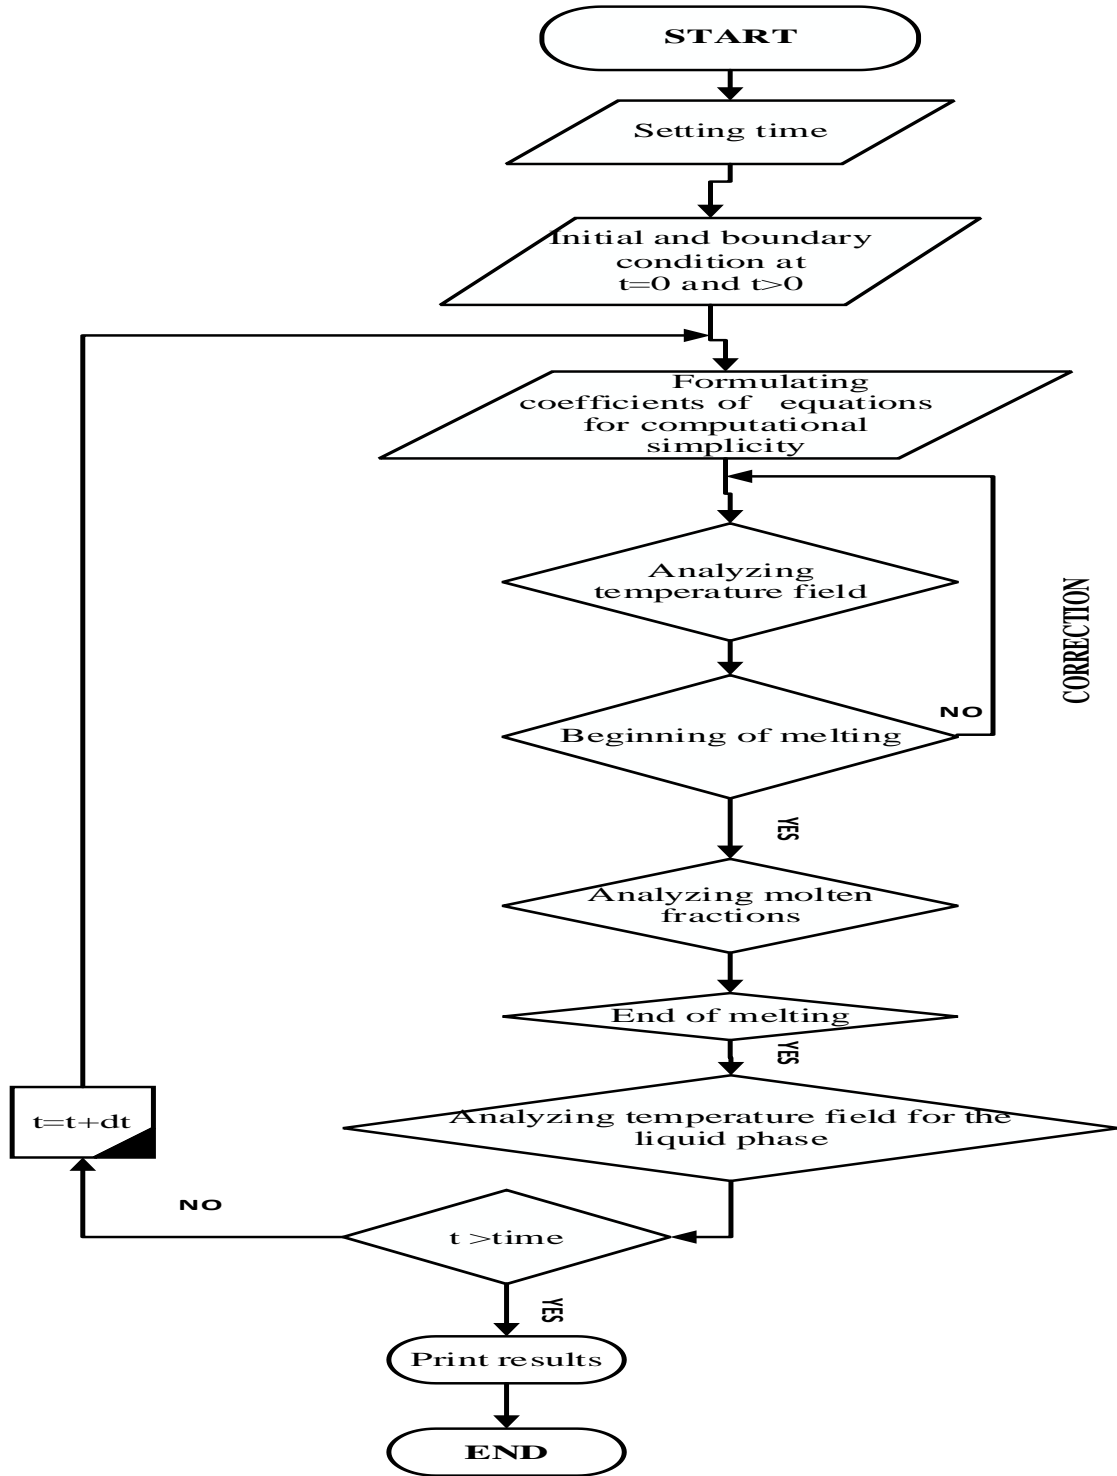 START
Setting time
Initial and boundary
condition at
t=0 and t>0
Formulating
coefficients of equations
for computational
simplicity
Analyzing
temperature field
CORRECTION
NO
Beginning of melting
YES
Analyzing molten
fractions
End of melting
YES
Analyzing temperature field for the
liquid phase
t=t+dt
NO
t >time
YES
Print results
END